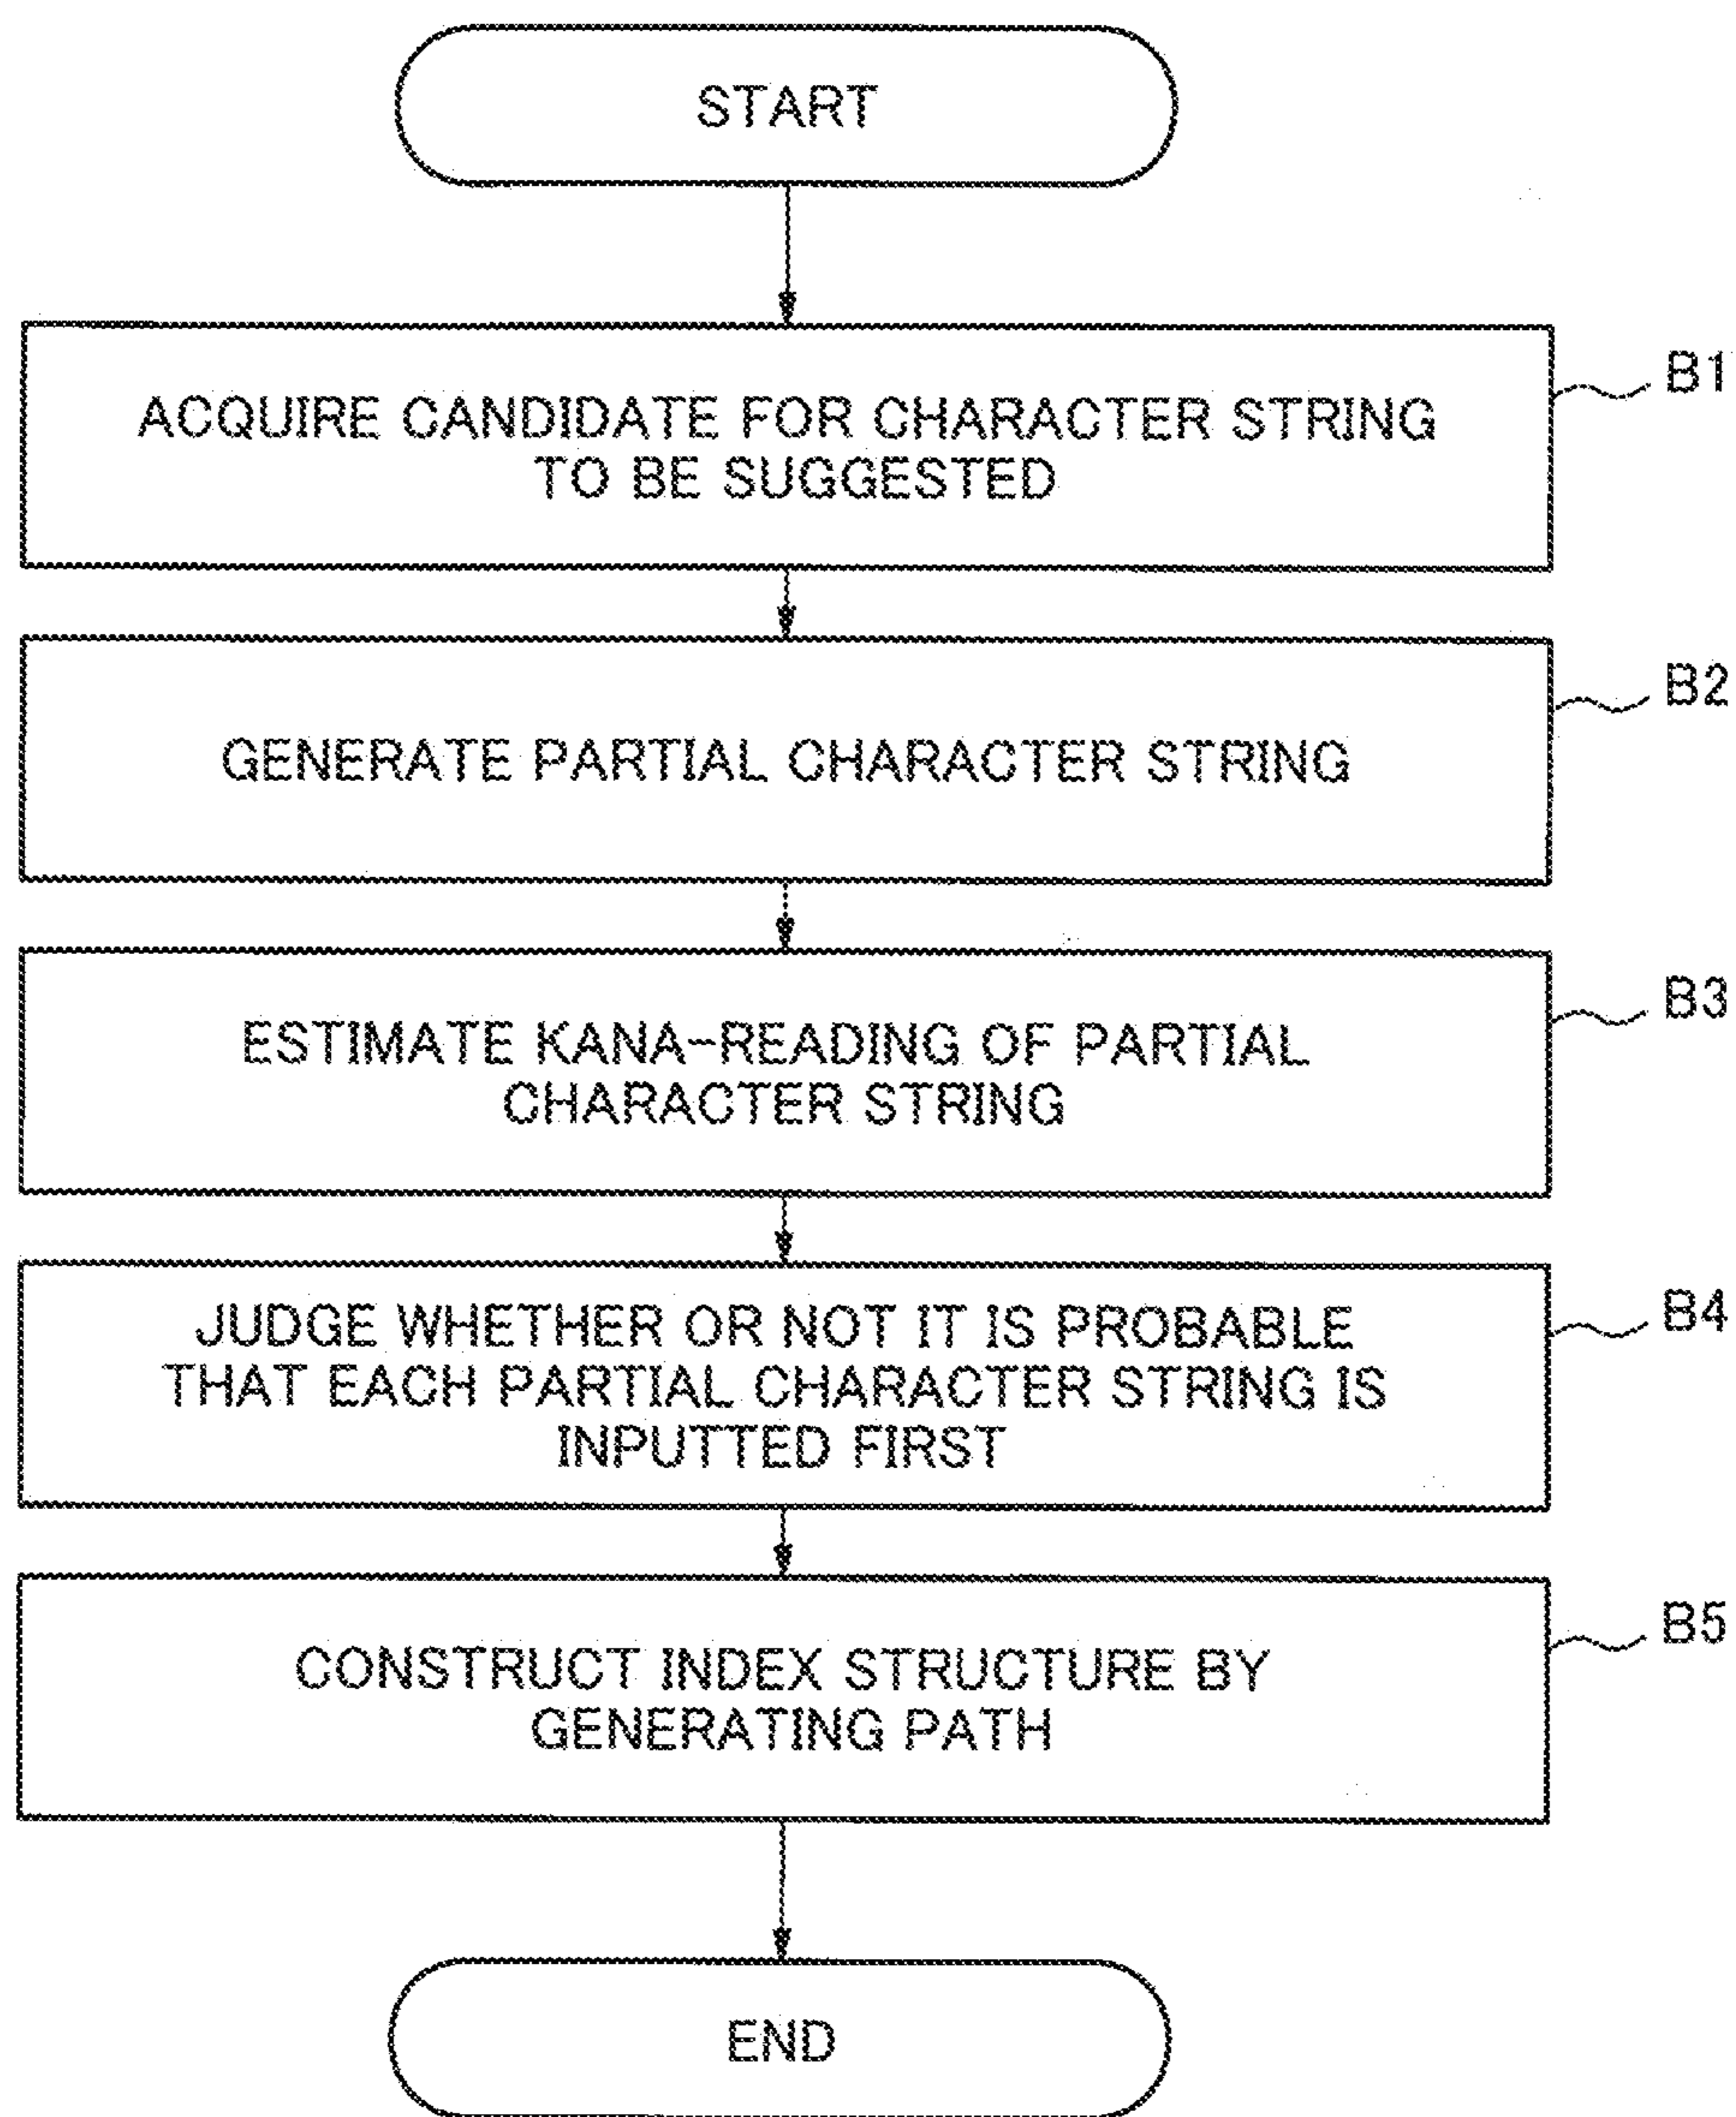 START
B1
ACQUIRE CANDIDATE FOR CHARACTER STRING
TO BE SUGGESTED
B2
GENERATE PARTIAL CHARACTER STRING
B3
ESTIMATE KANA-READING OF PARTIAL
CHARACTER STRING
B4
JUDGE WHETHER OR NOT IT IS PROBABLE
THAT EACH PARTIAL CHARACTER STRING IS
INPUTTED FIRST
B5
CONSTRUCT INDEX STRUCTURE BY
GENERATING PATH
END